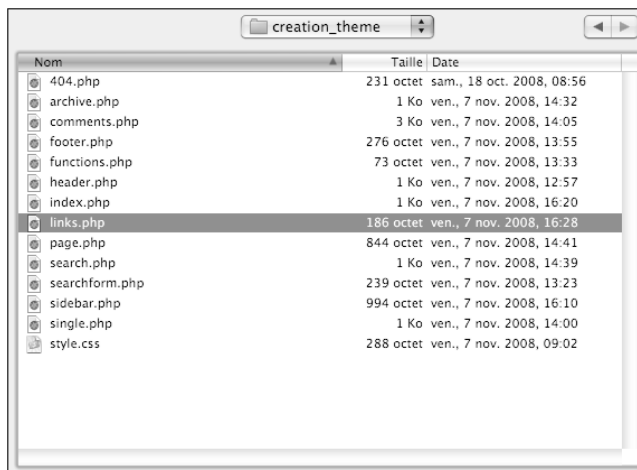 creation_theme
Nom Taille Date
404.php 231 octet sam., 18 oct. 2008, 08:56
archive.php 1 Ko ven., 7 nov. 2008, 14:32
comments.php 3 Ko ven., 7 nov. 2008, 14:05
footer.php 276 octet ven., 7 nov. 2008, 13:55
functions.php 73 octet ven., 7 nov. 2008, 13:33
header.php 1 Ko ven., 7 nov. 2008, 12:57
index.php 1 Ko ven., 7 nov. 2008, 16:20
links.php 186 octet ven., 7 nov. 2008, 16:28
page.php 844 octet ven., 7 nov. 2008, 14:41
search.php 1 Ko ven., 7 nov. 2008, 14:39
searchform.php 239 octet ven., 7 nov. 2008, 13:23
sidebar.php 994 octet ven., 7 nov. 2008, 16:10
single.php 1 Ko ven., 7 nov. 2008, 14:00
style.css 288 octet ven., 7 nov. 2008, 09:02